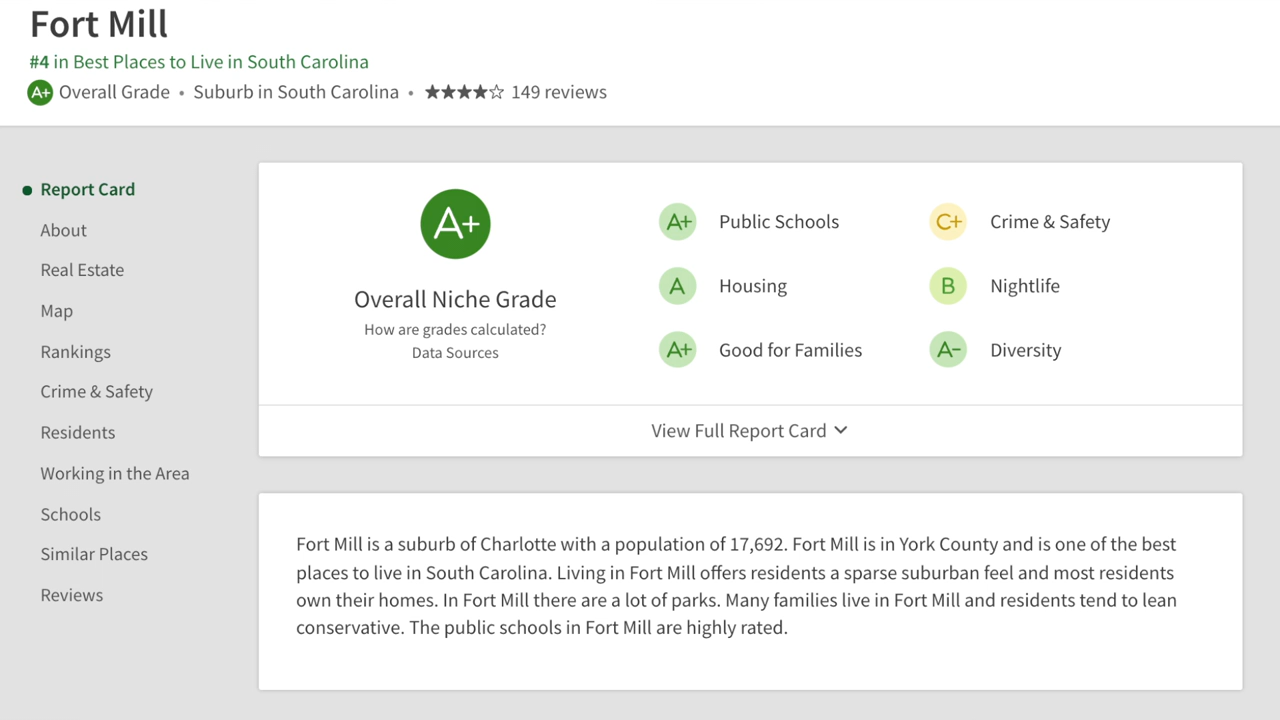 Fort Mill
#4 in Best Places to Live in South Carolina
A+ Overall Grade • Suburb in South Carolina • ★★★★☆ 149 reviews
Report Card
About
Real Estate
Map
Rankings
Crime & Safety
Residents
Working in the Area
Schools
Similar Places
Reviews
A+
Overall Niche Grade
How are grades calculated?
Data Sources
A+ Public Schools
A Housing
A+ Good for Families
C+ Crime & Safety
B Nightlife
A- Diversity
View Full Report Card
Fort Mill is a suburb of Charlotte with a population of 17,692. Fort Mill is in York County and is one of the best
places to live in South Carolina. Living in Fort Mill offers residents a sparse suburban feel and most residents
own their homes. In Fort Mill there are a lot of parks. Many families live in Fort Mill and residents tend to lean
conservative. The public schools in Fort Mill are highly rated.